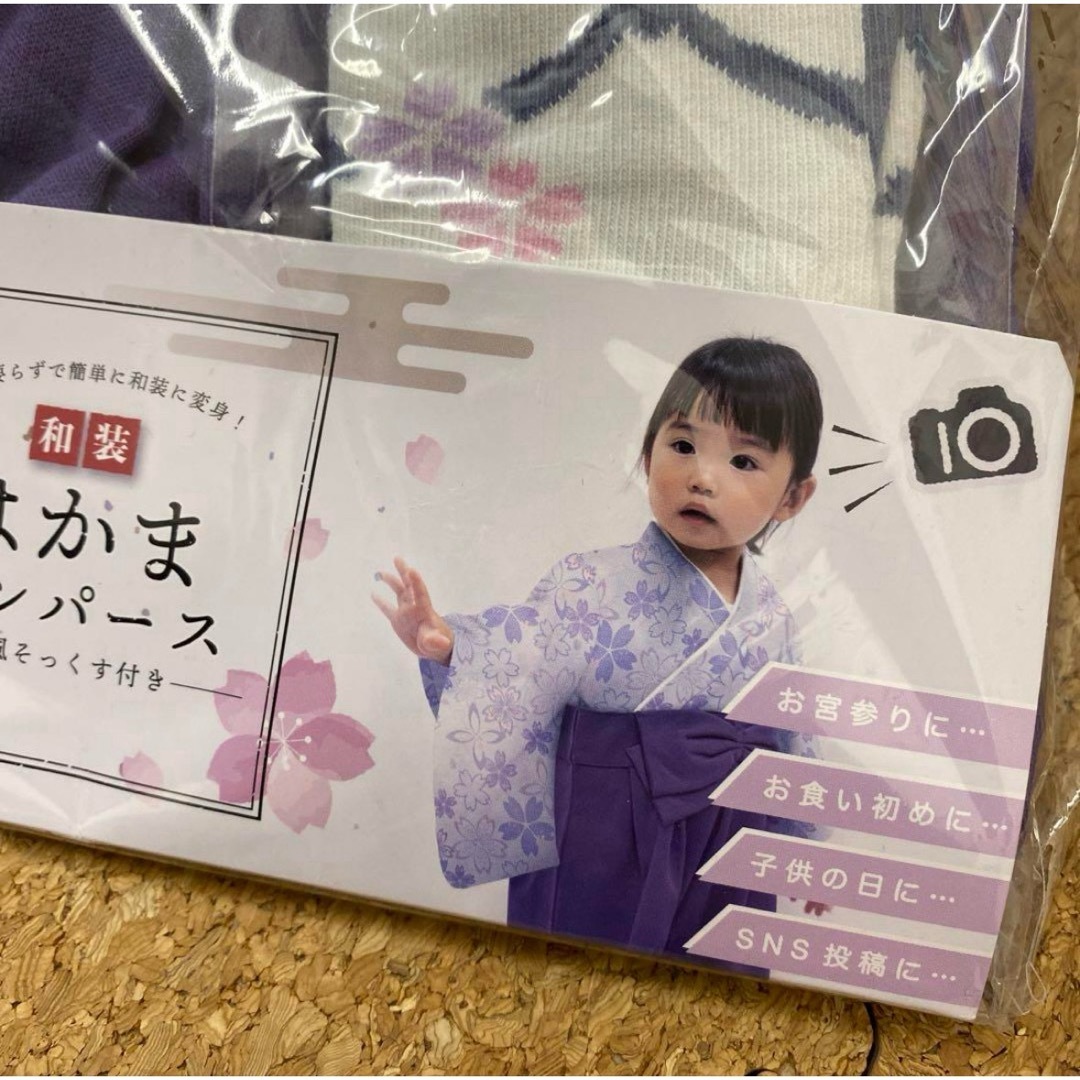 らずで簡単に和装に変身！
和装
はかま
ンパース
風そっくす付き
お宮参りに…
お食い初めに…
子供の日に…
SNS投稿に…